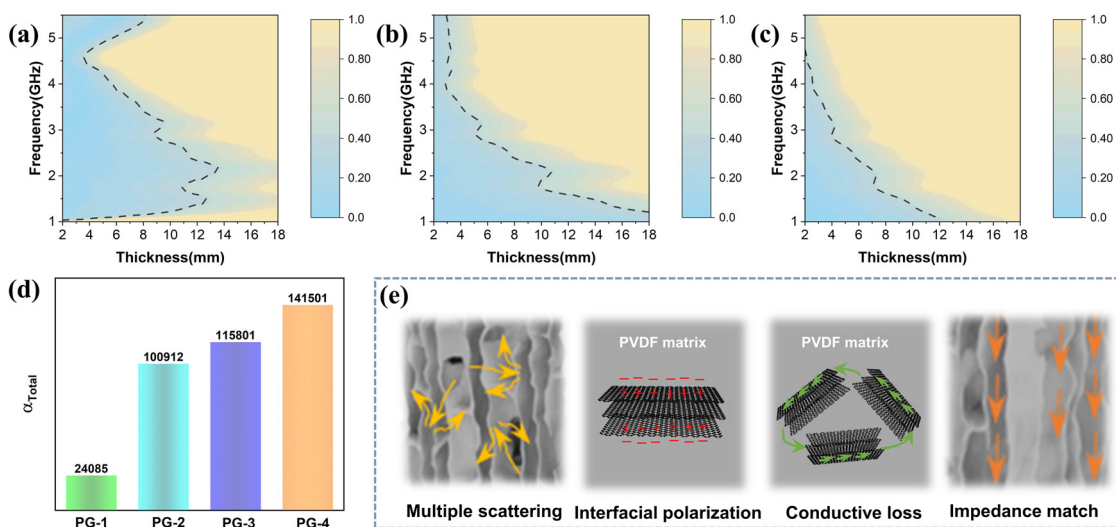 (a)
Frequency(GHz)
5
4
3
2
1
2 4 6 8 10 12 14 16 18
Thickness(mm)
1.0
0.80
0.60
0.40
0.20
0.0
(b)
Frequency(GHz)
5
4
3
2
1
2 4 6 8 10 12 14 16 18
Thickness(mm)
1.0
0.80
0.60
0.40
0.20
0.0
(c)
Frequency(GHz)
5
4
3
2
1
2 4 6 8 10 12 14 16 18
Thickness(mm)
1.0
0.80
0.60
0.40
0.20
0.0
(d)
αTotal
24085
100912
115801
141501
PG-1 PG-2 PG-3 PG-4
(e)
PVDF matrix
PVDF matrix
Multiple scattering
Interfacial polarization
Conductive loss
Impedance match